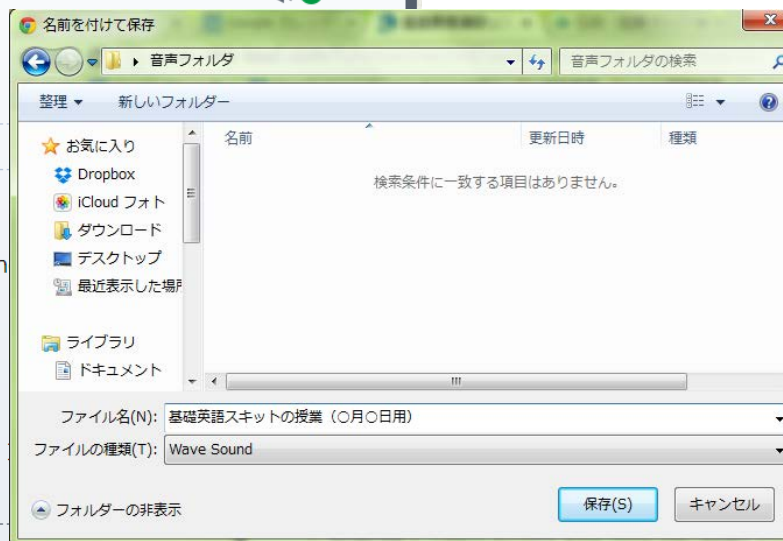 名前を付けて保存
音声フォルダ
音声フォルダの検索
整理 新しいフォルダー
名前 更新日時 種類
お気に入り
検索条件に一致する項目はありません。
Dropbox
iCloud フォト
ダウンロード
デスクトップ
最近表示した場所
ライブラリ
ドキュメント
ファイル名(N): 基礎英語スキットの授業（○月○日用）
ファイルの種類(T): Wave Sound
フォルダーの非表示
保存(S) キャンセル